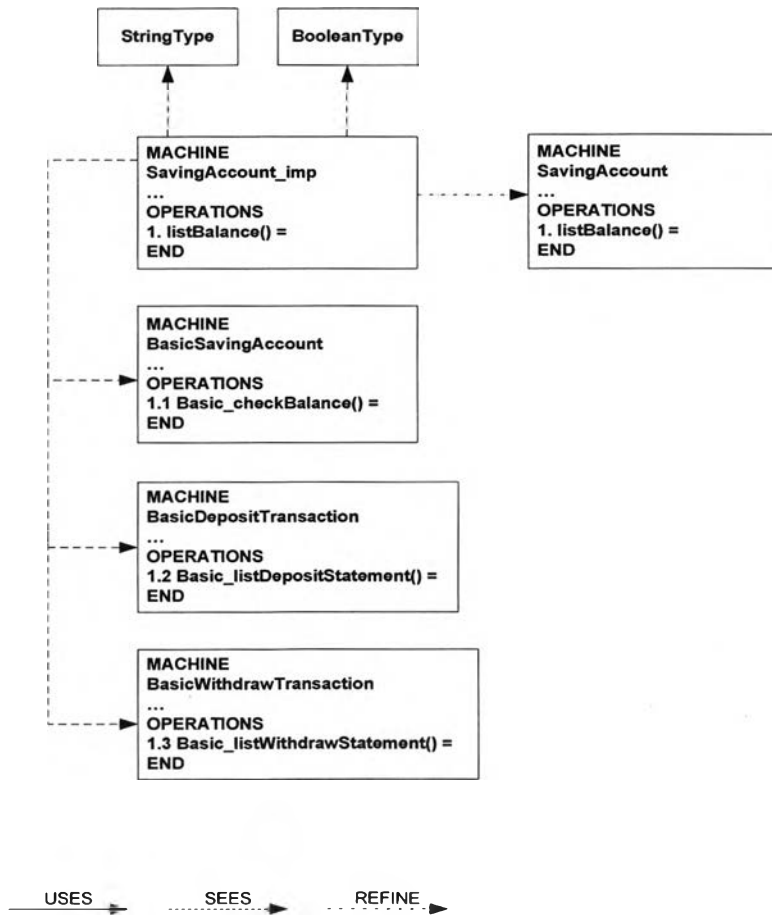 StringType
BooleanType
MACHINE
SavingAccount_imp
...
OPERATIONS
1. listBalance() =
END
MACHINE
SavingAccount
...
OPERATIONS
1. listBalance() =
END
MACHINE
BasicSavingAccount
...
OPERATIONS
1.1 Basic_checkBalance() =
END
MACHINE
BasicDepositTransaction
...
OPERATIONS
1.2 Basic_listDepositStatement() =
END
MACHINE
BasicWithdrawTransaction
...
OPERATIONS
1.3 Basic_listWithdrawStatement() =
END
USES
SEES
REFINE